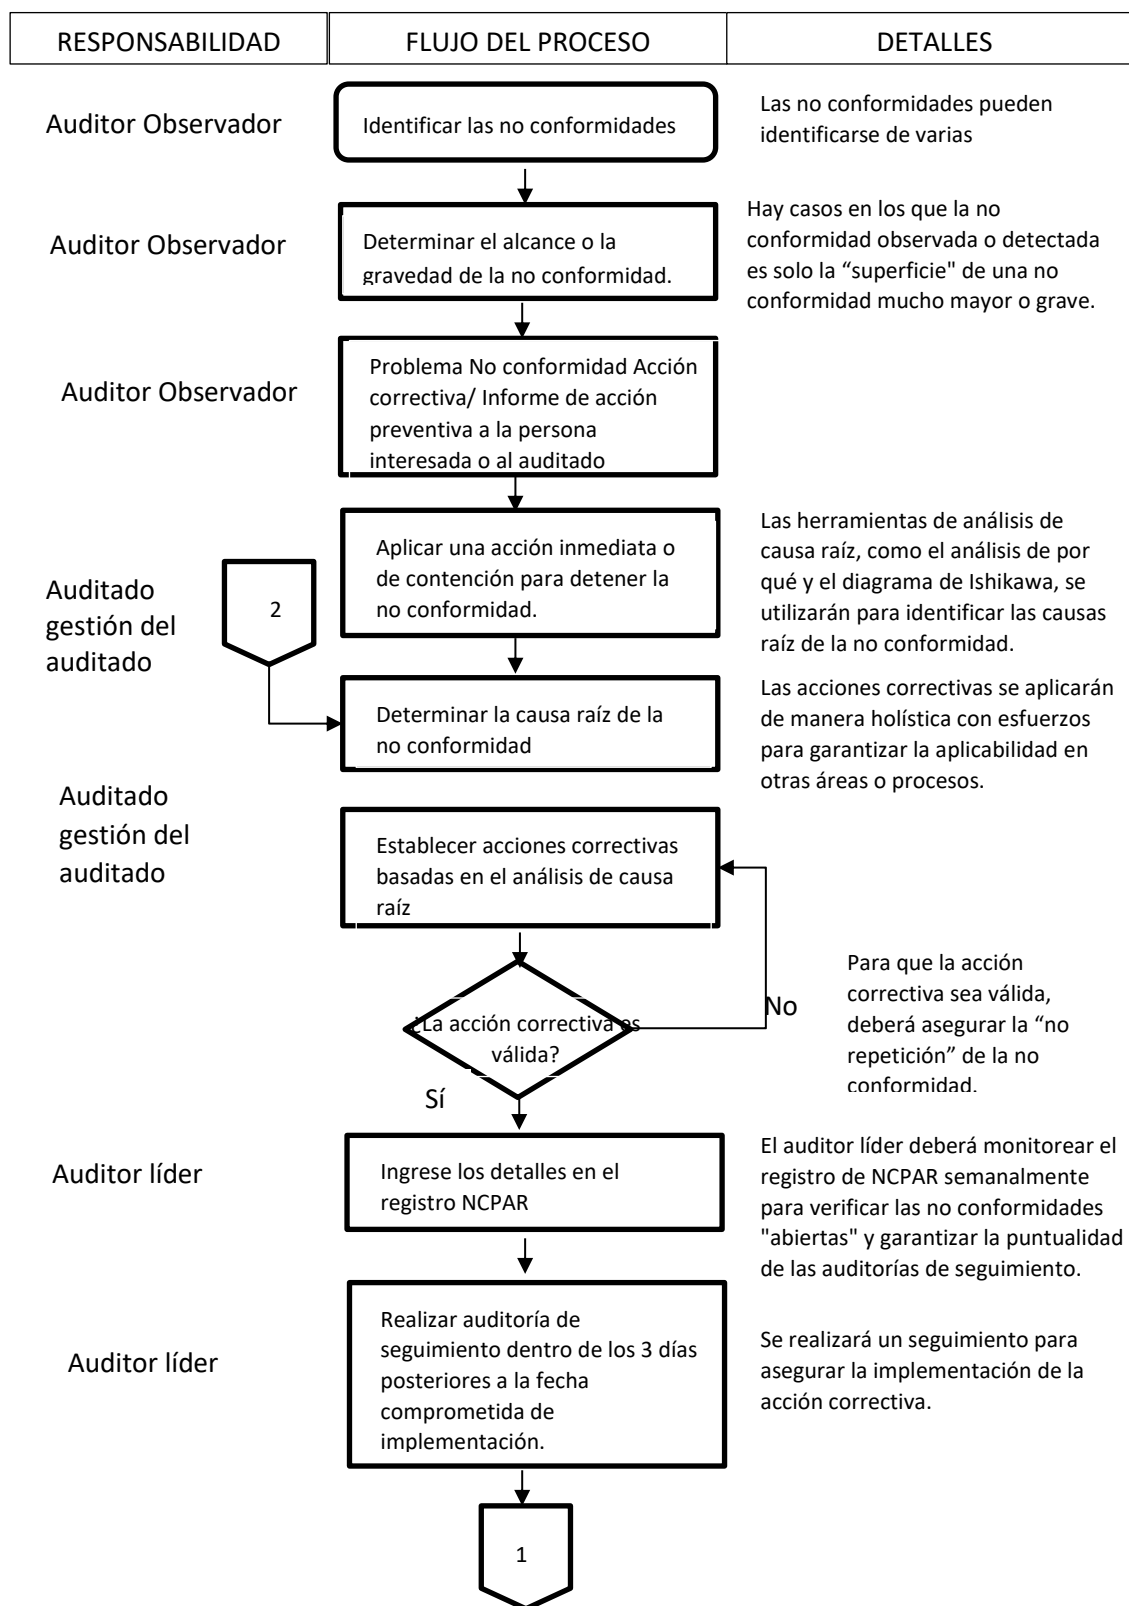 RESPONSABILIDAD
FLUJO DEL PROCESO
DETALLES
Auditor Observador
Identificar las no conformidades
Las no conformidades pueden
identificarse de varias
Auditor Observador
Determinar el alcance o la
gravedad de la no conformidad.
Hay casos en los que la no
conformidad observada o detectada
es solo la “superficie" de una no
conformidad mucho mayor o grave.
Auditor Observador
Problema No conformidad Acción
correctiva/ Informe de acción
preventiva a la persona
interesada o al auditado
Auditado
gestión del
auditado
2
Aplicar una acción inmediata o
de contención para detener la
no conformidad.
Las herramientas de análisis de
causa raíz, como el análisis de por
qué y el diagrama de Ishikawa, se
utilizarán para identificar las causas
raíz de la no conformidad.
Determinar la causa raíz de la
no conformidad
Las acciones correctivas se aplicarán
de manera holística con esfuerzos
para garantizar la aplicabilidad en
otras áreas o procesos.
Auditado
gestión del
auditado
Establecer acciones correctivas
basadas en el análisis de causa
raíz
¿La acción correctiva es
válida?
No
Sí
Para que la acción
correctiva sea válida,
deberá asegurar la “no
repetición” de la no
conformidad.
Auditor líder
Ingrese los detalles en el
registro NCPAR
El auditor líder deberá monitorear el
registro de NCPAR semanalmente
para verificar las no conformidades
"abiertas" y garantizar la puntualidad
de las auditorías de seguimiento.
Auditor líder
Realizar auditoría de
seguimiento dentro de los 3 días
posteriores a la fecha
comprometida de
implementación.
Se realizará un seguimiento para
asegurar la implementación de la
acción correctiva.
1